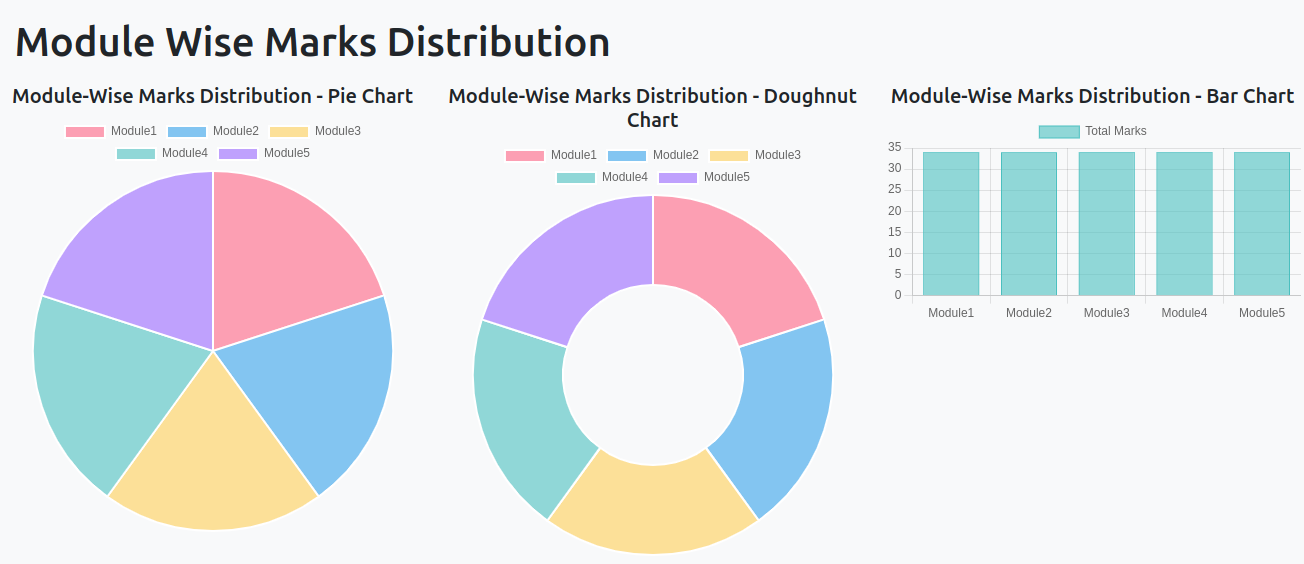 Module Wise Marks Distribution
Module-Wise Marks Distribution - Pie Chart
Module1 Module2 Module3
Module4 Module5
Module-Wise Marks Distribution - Doughnut
Chart
Module1 Module2 Module3
Module4 Module5
Module-Wise Marks Distribution - Bar Chart
Total Marks
35
30
25
20
15
10
5
0
Module1 Module2 Module3 Module4 Module5